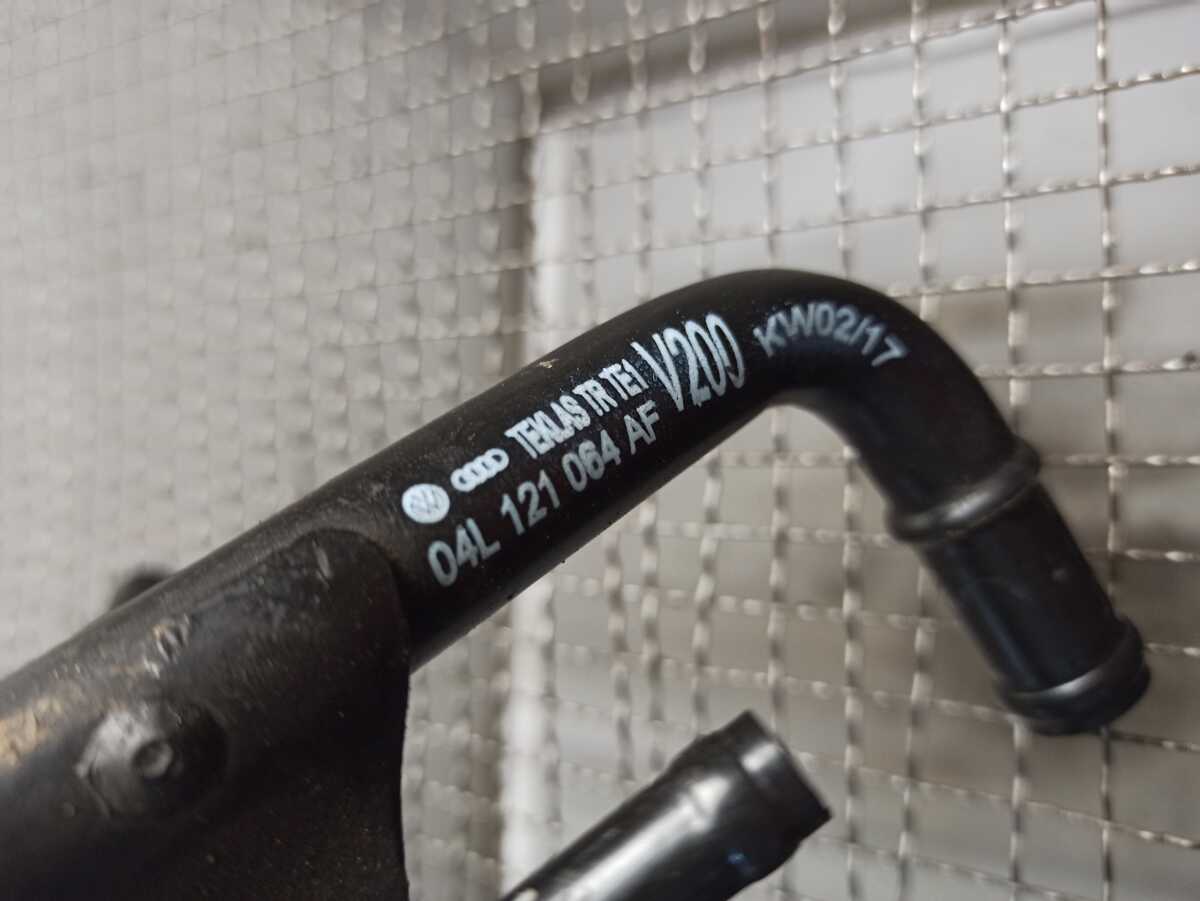 TEKLAS TR TE1 V200 KW02/17
04L 121 064 AF